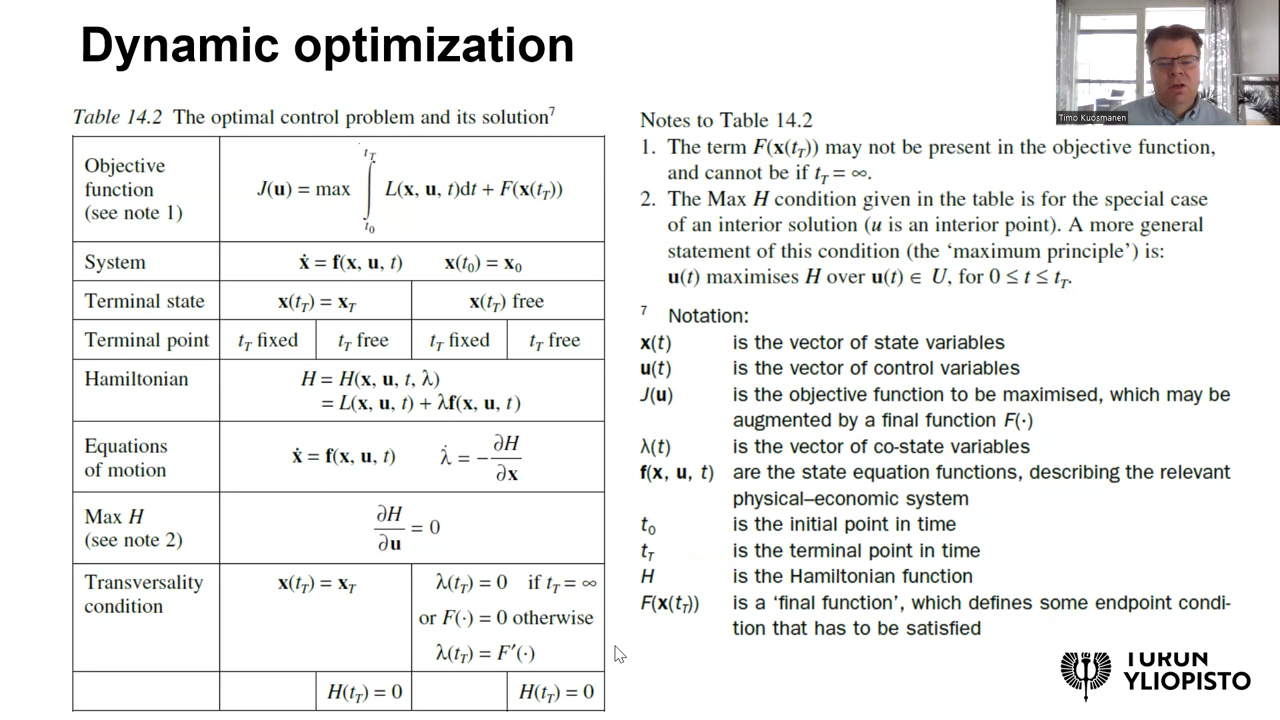 Dynamic optimization
Timo Kuosmanen
Table 14.2 The optimal control problem and its solution⁷
Objective function (see note 1)
J(u) = max ∫ t₀ t_T L(x, u, t)dt + F(x(t_T))
System
ẋ = f(x, u, t) x(t₀) = x₀
Terminal state
x(t_T) = x_T x(t_T) free
Terminal point
t_T fixed t_T free t_T fixed t_T free
Hamiltonian
H = H(x, u, t, λ)
= L(x, u, t) + λf(x, u, t)
Equations of motion
ẋ = f(x, u, t) λ̇ = −∂H/∂x
Max H (see note 2)
∂H/∂u = 0
Transversality condition
x(t_T) = x_T
λ(t_T) = 0 if t_T = ∞
or F(·) = 0 otherwise
λ(t_T) = F′(·)
H(t_T) = 0 H(t_T) = 0
Notes to Table 14.2
1. The term F(x(t_T)) may not be present in the objective function,
and cannot be if t_T = ∞.
2. The Max H condition given in the table is for the special case
of an interior solution (u is an interior point). A more general
statement of this condition (the ‘maximum principle’) is:
u(t) maximises H over u(t) ∈ U, for 0 ≤ t ≤ t_T.
⁷ Notation:
x(t) is the vector of state variables
u(t) is the vector of control variables
J(u) is the objective function to be maximised, which may be
augmented by a final function F(·)
λ(t) is the vector of co-state variables
f(x, u, t) are the state equation functions, describing the relevant
physical–economic system
t₀ is the initial point in time
t_T is the terminal point in time
H is the Hamiltonian function
F(x(t_T)) is a ‘final function’, which defines some endpoint condi-
tion that has to be satisfied
TURUN
YLIOPISTO